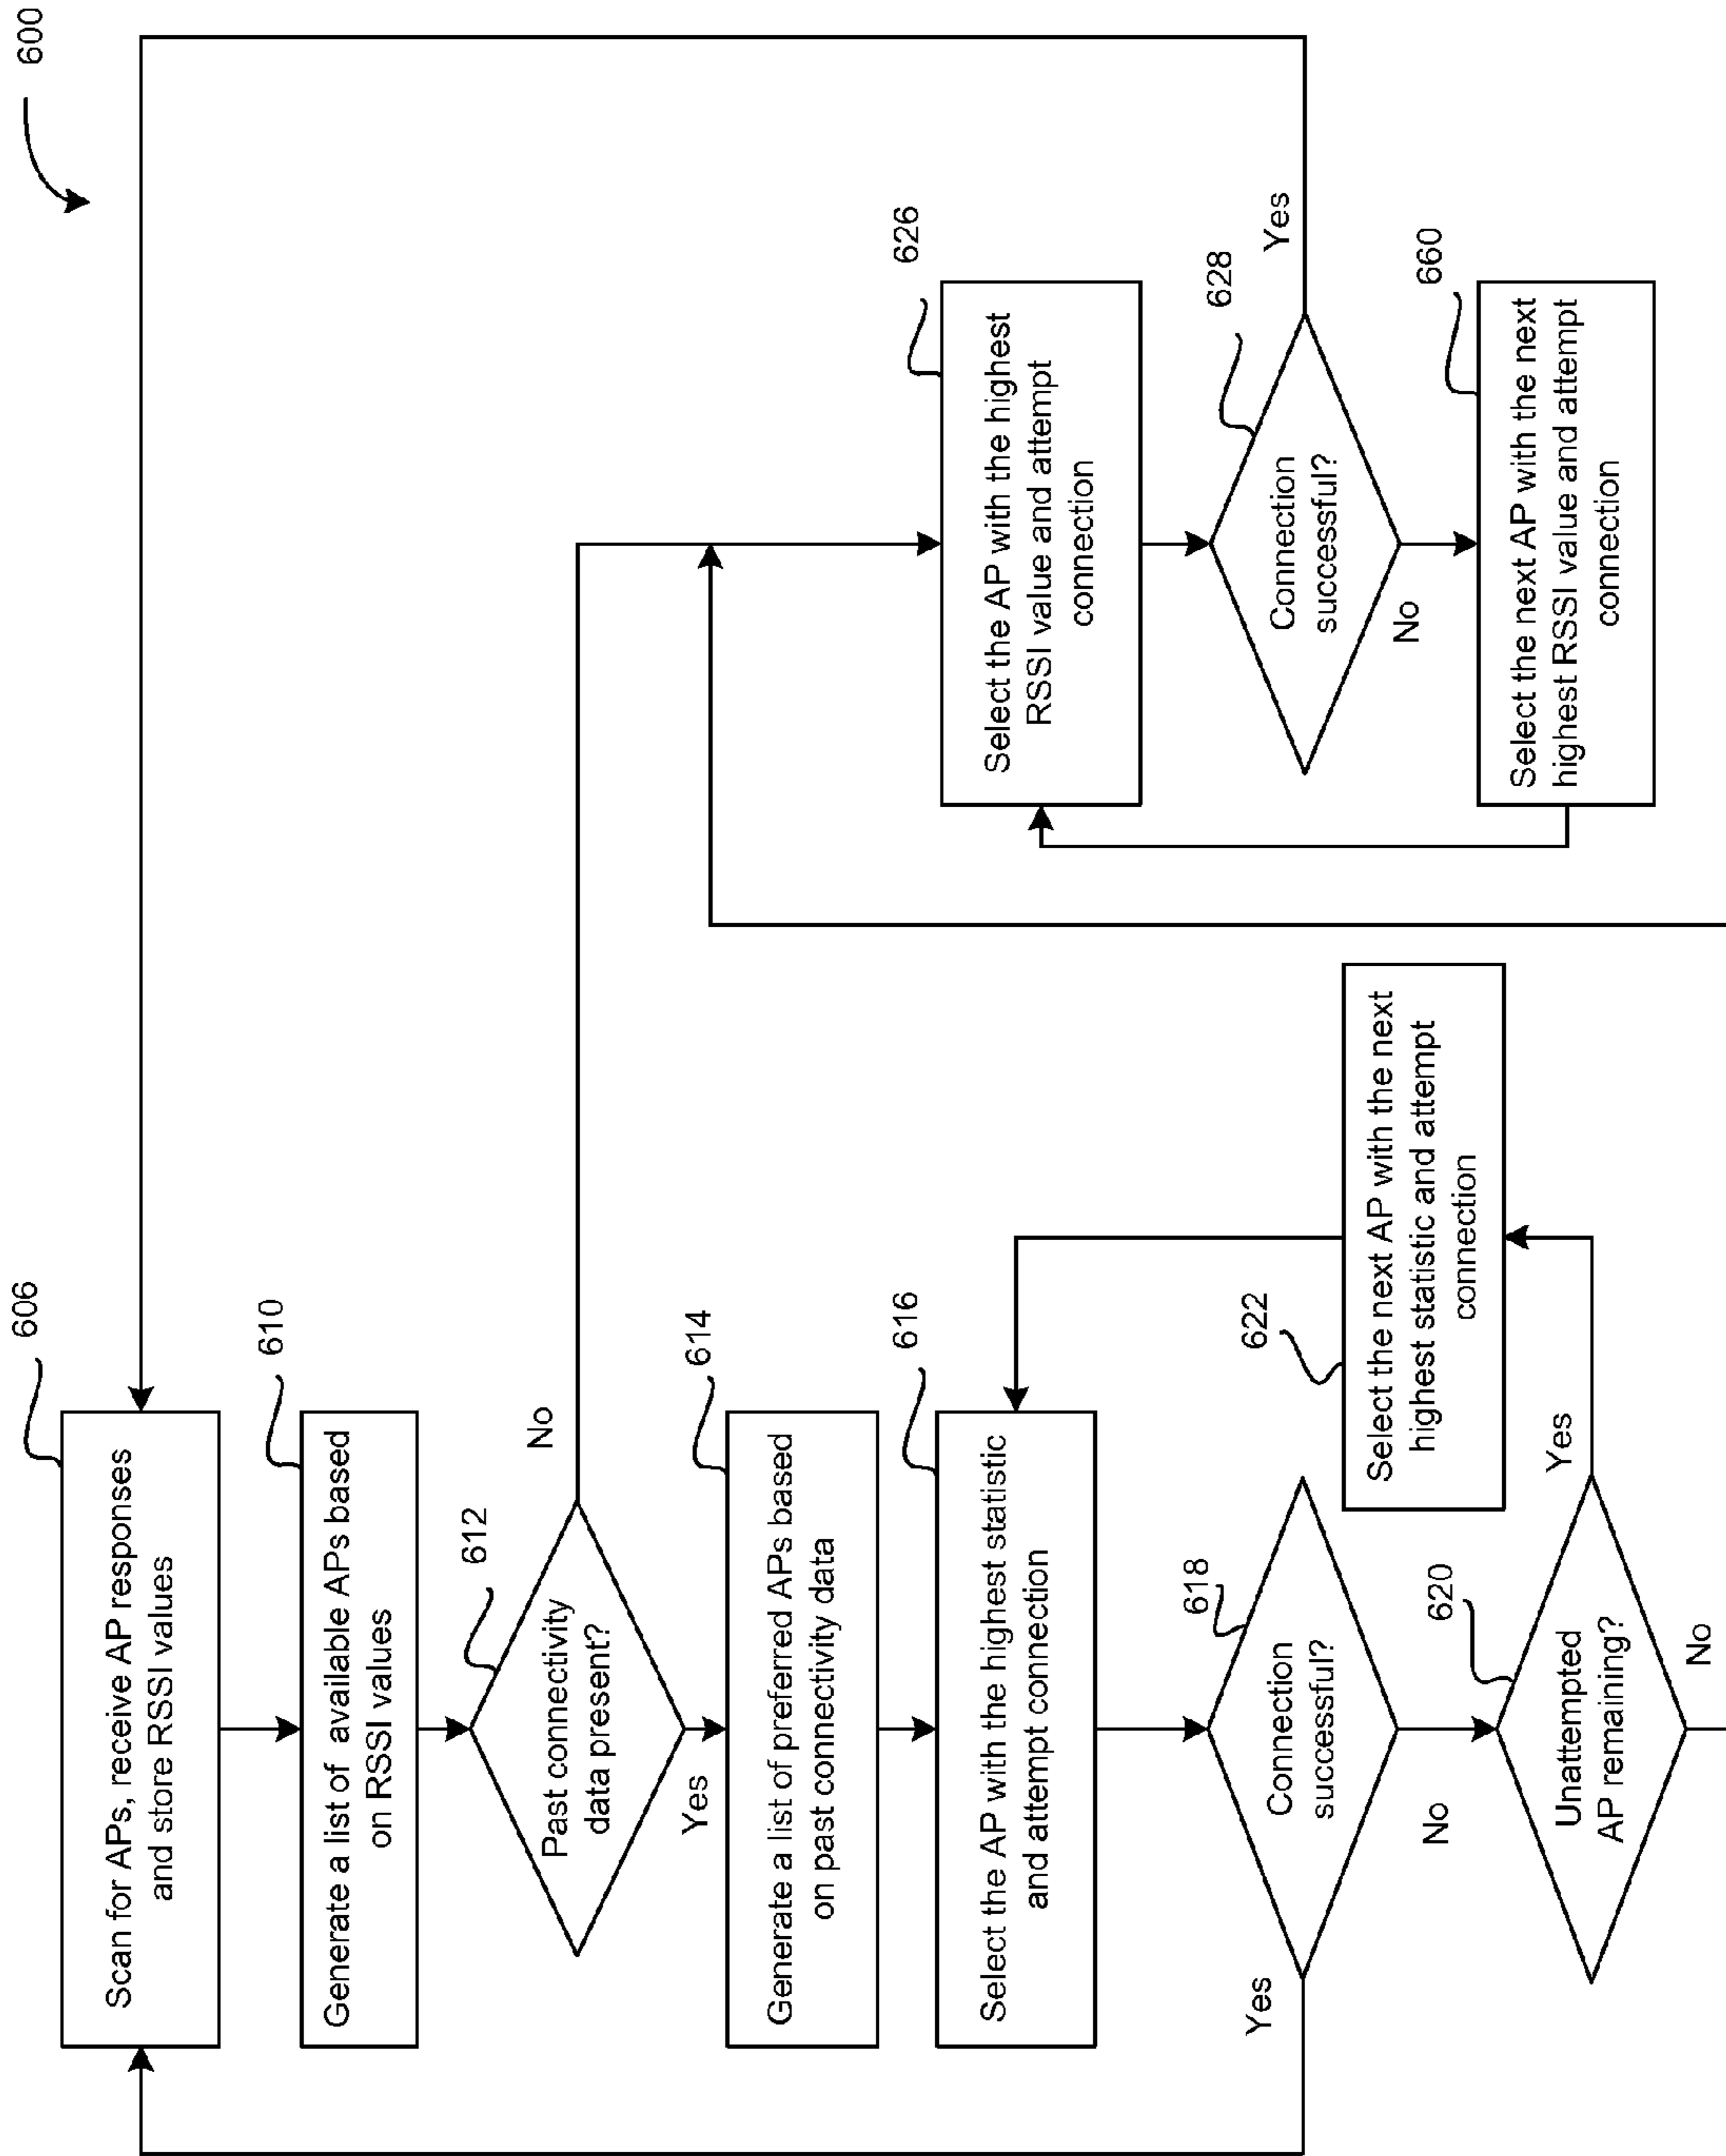 600
606
Scan for APs, receive AP responses
and store RSSI values
610
Generate a list of available APs based
on RSSI values
612
Past connectivity
data present?
No
Yes
614
Generate a list of preferred APs based
on past connectivity data
616
Select the AP with the highest statistic
and attempt connection
618
Connection
successful?
Yes
No
620
Unattempted
AP remaining?
Yes
No
622
Select the next AP with the next
highest statistic and attempt
connection
626
Select the AP with the highest
RSSI value and attempt
connection
628
Connection
successful?
Yes
No
660
Select the next AP with the next
highest RSSI value and attempt
connection